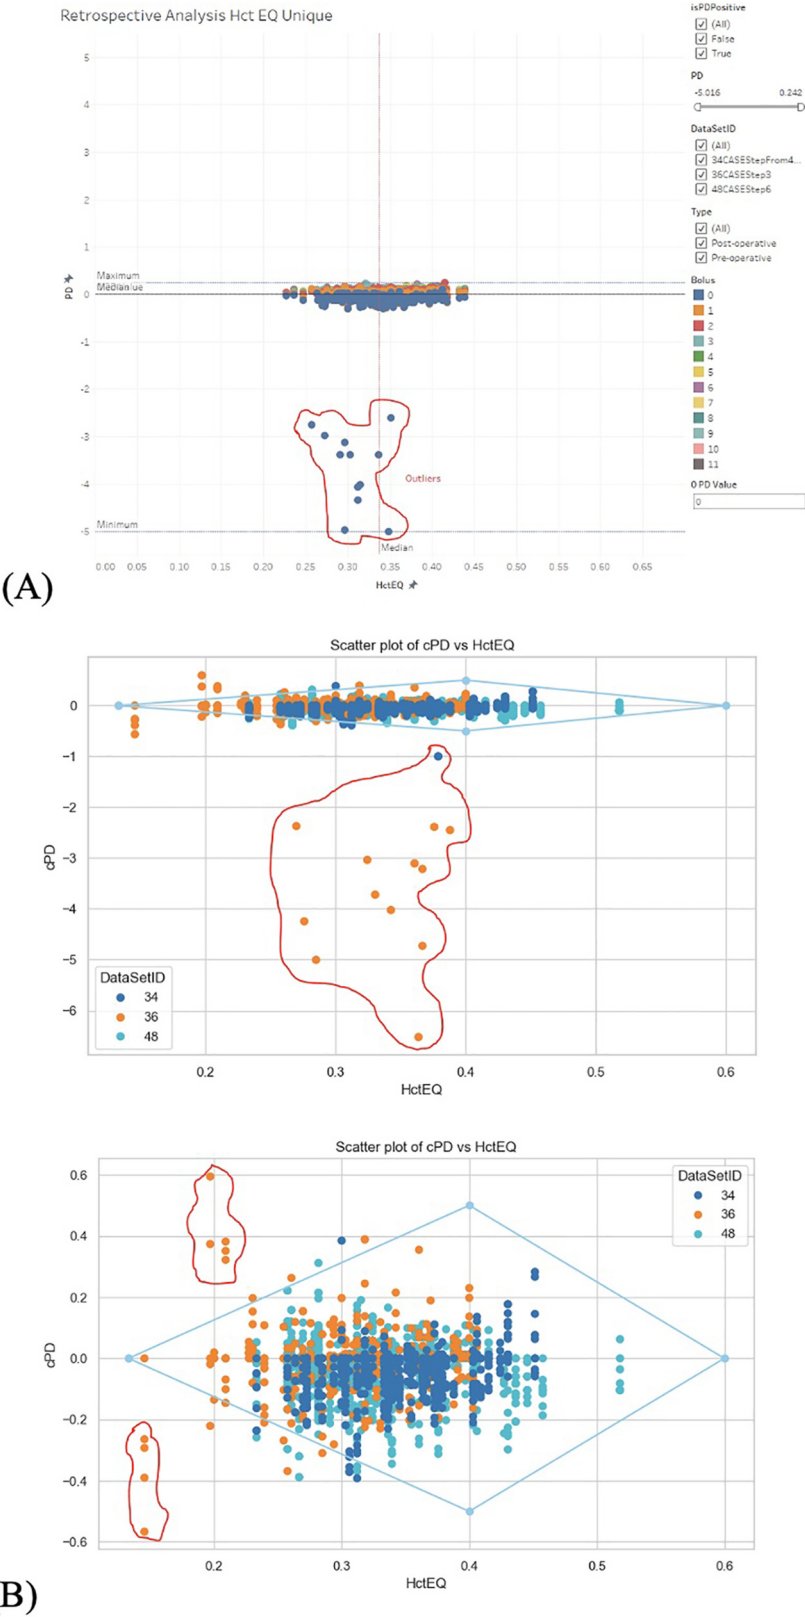 Retrospective Analysis Hct EQ Unique
isPDPositive
(All)
False
True
PD
-5.016 0.242
DataSetID
(All)
34CASEStepFrom4...
36CASEStep3
48CASEStep6
Type
(All)
Post-operative
Pre-operative
Bolus
0
1
2
3
4
5
6
7
8
9
10
11
0 PD Value
0
5
4
3
2
1
Maximum
0
PD
-1
-2
-3
-4
Outliers
Minimum
-5
Median
0.00 0.05 0.10 0.15 0.20 0.25 0.30 0.35 0.40 0.45 0.50 0.55 0.60 0.65
HctEQ
(A)
Scatter plot of cPD vs HctEQ
0
−1
−2
−3
cPD
−4
−5
−6
DataSetID
34
36
48
0.2 0.3 0.4 0.5 0.6
HctEQ
Scatter plot of cPD vs HctEQ
DataSetID
34
36
48
0.6
0.4
0.2
0.0
cPD
−0.2
−0.4
−0.6
0.2 0.3 0.4 0.5 0.6
HctEQ
B)